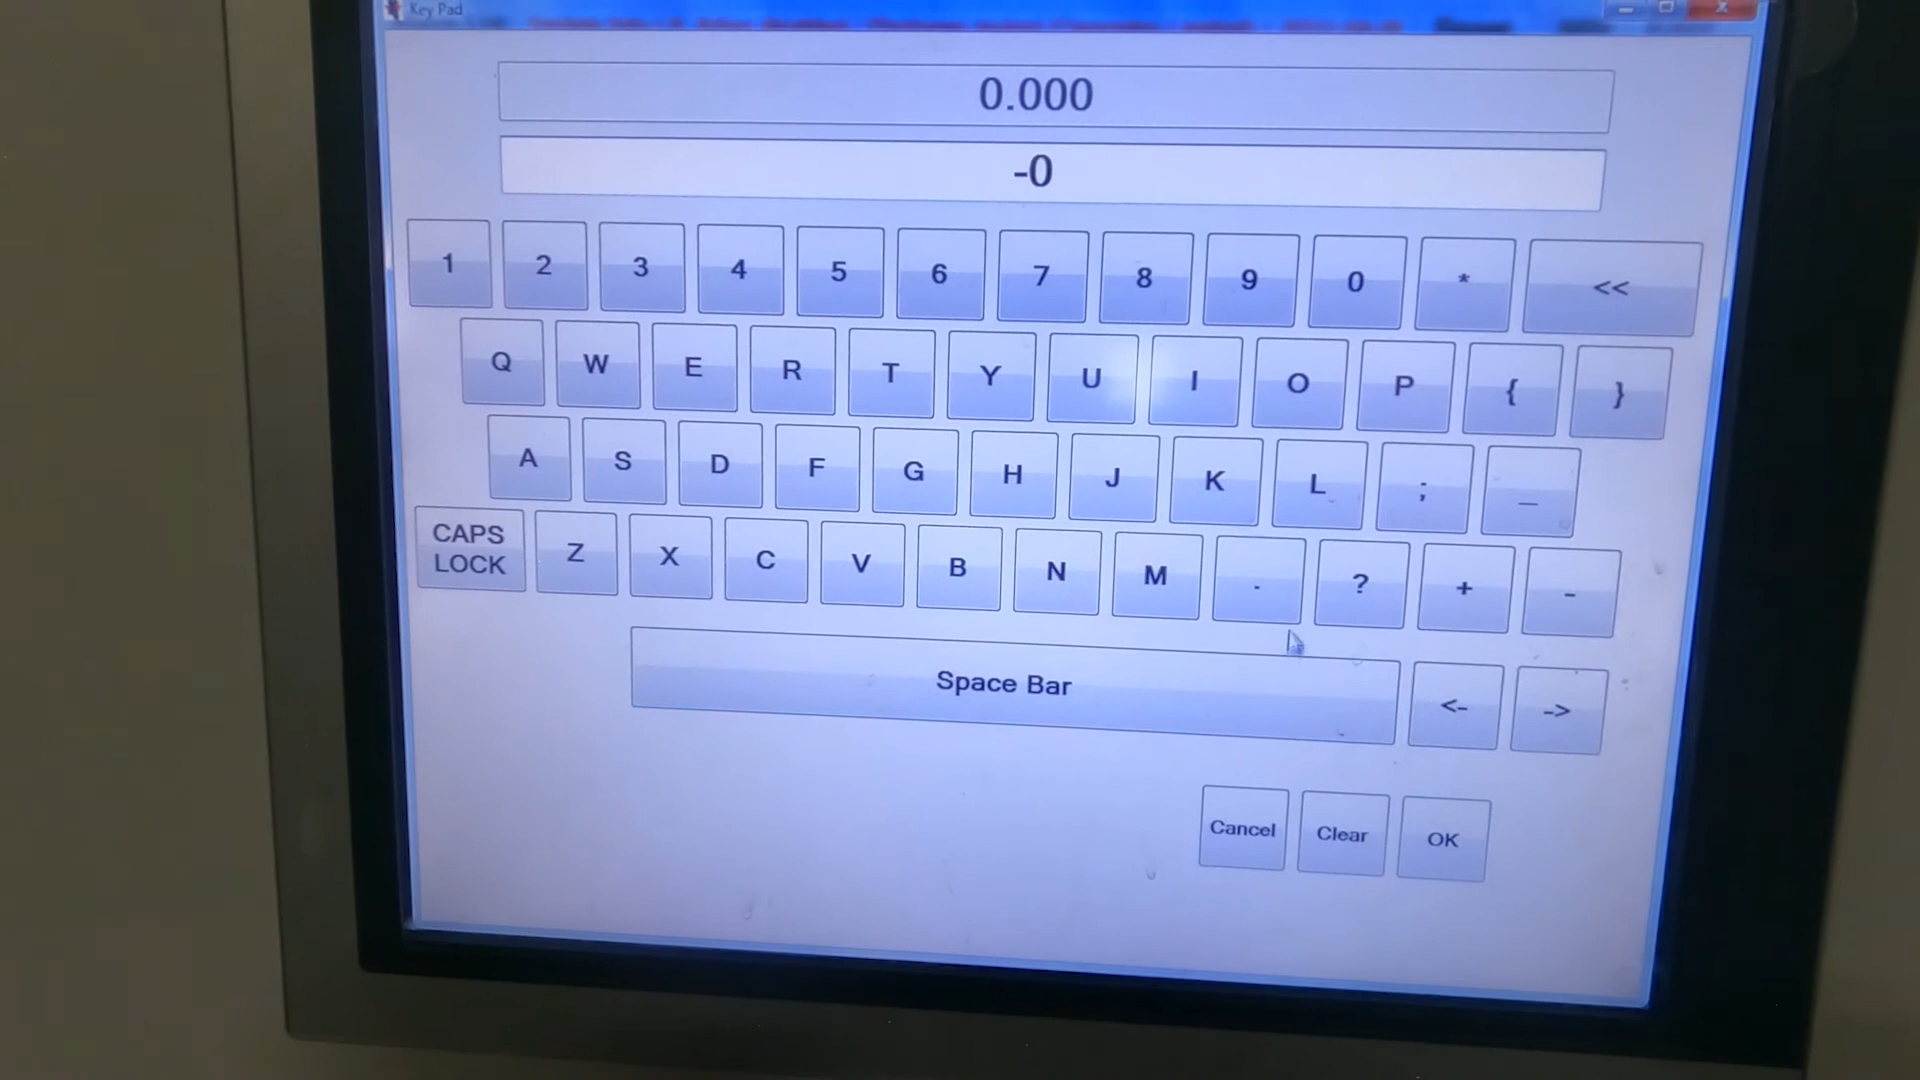 Key Pad
0.000
-0
1 2 3 4 5 6 7 8 9 0 * <<
Q W E R T Y U I O P { }
A S D F G H J K L ; _
CAPS LOCK Z X C V B N M . ? + -
Space Bar <- ->
Cancel Clear OK